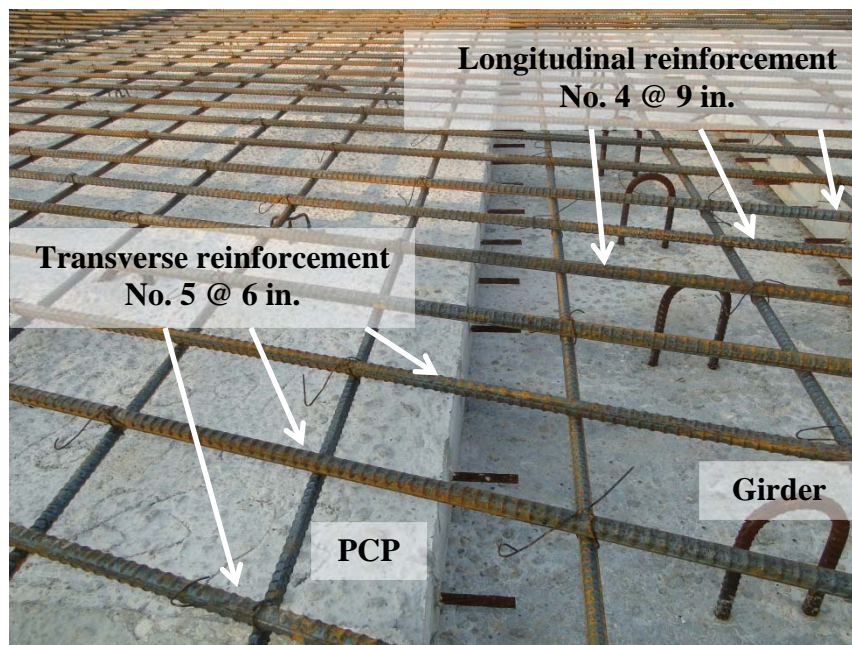 Longitudinal reinforcement
No. 4 @ 9 in.
Transverse reinforcement
No. 5 @ 6 in.
Girder
PCP